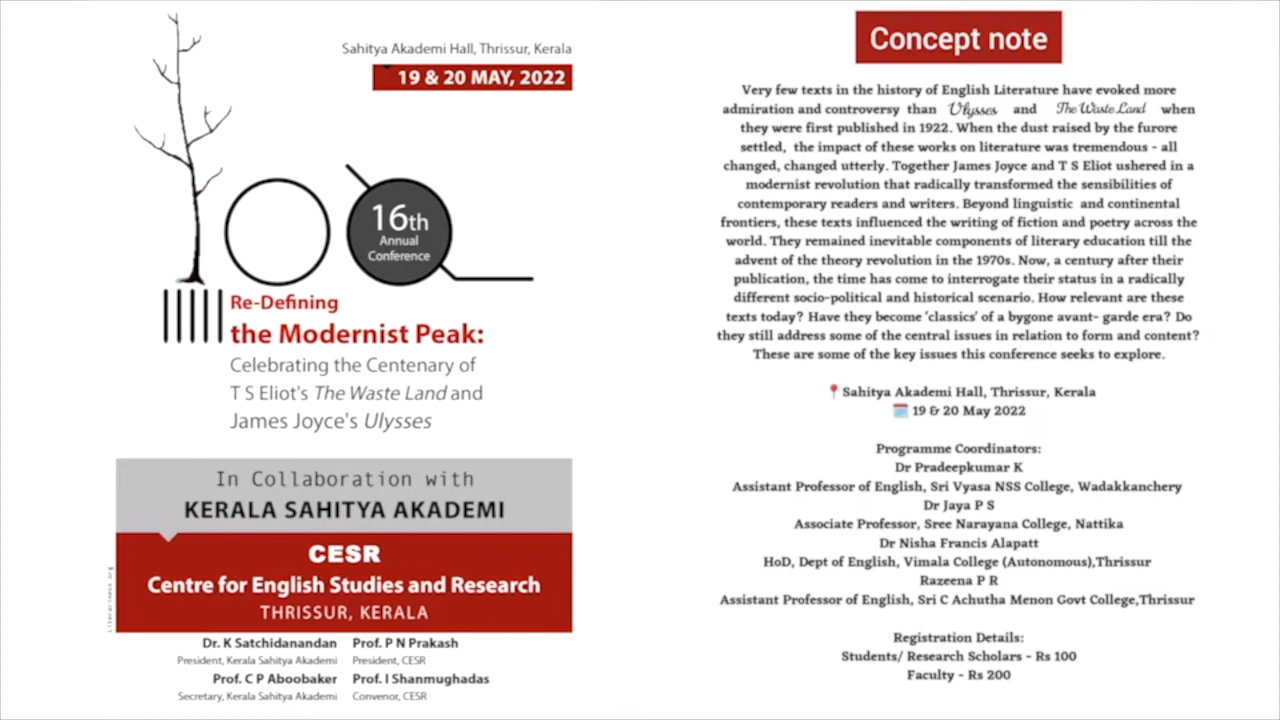 Sahitya Akademi Hall, Thrissur, Kerala
19 & 20 MAY, 2022
16th
Annual
Conference
Re-Defining
the Modernist Peak:
Celebrating the Centenary of
T S Eliot's The Waste Land and
James Joyce's Ulysses
In Collaboration with
KERALA SAHITYA AKADEMI
CESR
Centre for English Studies and Research
THRISSUR, KERALA
Literariness.org
Dr. K Satchidanandan Prof. P N Prakash
President, Kerala Sahitya Akademi President, CESR
Prof. C P Aboobaker Prof. I Shanmughadas
Secretary, Kerala Sahitya Akademi Convenor, CESR
Concept note
Very few texts in the history of English Literature have evoked more
admiration and controversy than Ulysses and The Waste Land when
they were first published in 1922. When the dust raised by the furore
settled, the impact of these works on literature was tremendous - all
changed, changed utterly. Together James Joyce and T S Eliot ushered in a
modernist revolution that radically transformed the sensibilities of
contemporary readers and writers. Beyond linguistic and continental
frontiers, these texts influenced the writing of fiction and poetry across the
world. They remained inevitable components of literary education till the
advent of the theory revolution in the 1970s. Now, a century after their
publication, the time has come to interrogate their status in a radically
different socio-political and historical scenario. How relevant are these
texts today? Have they become 'classics' of a bygone avant- garde era? Do
they still address some of the central issues in relation to form and content?
These are some of the key issues this conference seeks to explore.
Sahitya Akademi Hall, Thrissur, Kerala
19 & 20 May 2022
Programme Coordinators:
Dr Pradeepkumar K
Assistant Professor of English, Sri Vyasa NSS College, Wadakkanchery
Dr Jaya P S
Associate Professor, Sree Narayana College, Nattika
Dr Nisha Francis Alapatt
HoD, Dept of English, Vimala College (Autonomous),Thrissur
Razeena P R
Assistant Professor of English, Sri C Achutha Menon Govt College,Thrissur
Registration Details:
Students/ Research Scholars - Rs 100
Faculty - Rs 200